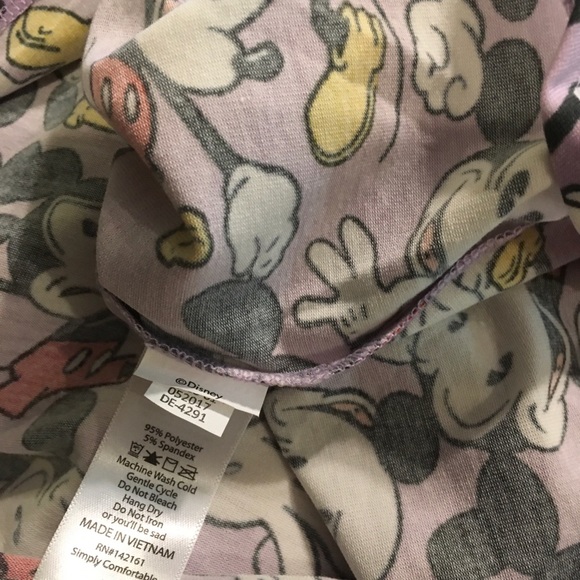 ©Disney
052017
DE-4291
95% Polyester
5% Spandex
Machine Wash Cold
Gentle Cycle
Do Not Bleach
Hang Dry
Do Not Iron
or you'll be sad
MADE IN VIETNAM
RN#142161
Simply Comfortable